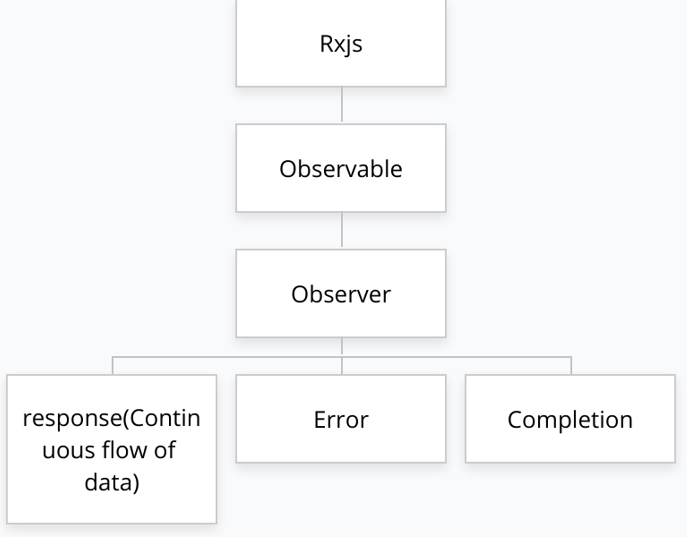 Rxjs
Observable
Observer
response(Contin
uous flow of
data)
Error
Completion